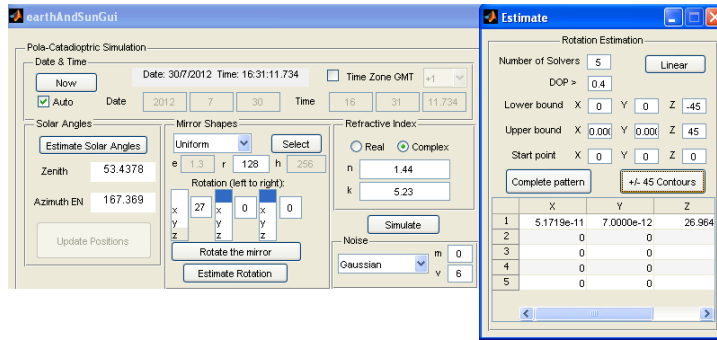 earthAndSunGui
Pola-Catadioptric Simulation
Date & Time
Now Date: 30/7/2012 Time: 16:31:11.734 Time Zone GMT +1
Auto Date 2012 7 30 Time 16 31 11.734
Solar Angles
Estimate Solar Angles
Zenith 53.4378
Azimuth EN 167.369
Update Positions
Mirror Shapes
Uniform Select
e 1.3 r 128 h 256
Rotation (left to right):
x
y
z
27
x
y
z
0
x
y
z
0
Rotate the mirror
Estimate Rotation
Refractive Index
Real Complex
n 1.44
k 5.23
Simulate
Noise
Gaussian m 0
v 6
Estimate
Rotation Estimation
Number of Solvers 5 Linear
DOP > 0.4
Lower bound X 0 Y 0 Z -45
Upper bound X 0.00( Y 0.00( Z 45
Start point X 0 Y 0 Z 0
Complete pattern +/- 45 Contours
X Y Z
1 5.1719e-11 7.0000e-12 26.964
2 0 0
3 0 0
4 0 0
5 0 0